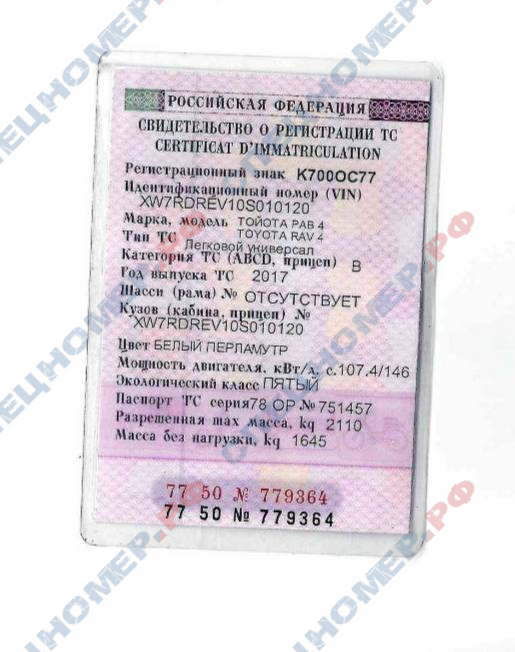 РОССИЙСКАЯ ФЕДЕРАЦИЯ
СВИДЕТЕЛЬСТВО О РЕГИСТРАЦИИ ТС
CERTIFICAT D'IMMATRICULATION
Регистрационный знак К700ОС77
Идентификационный номер (VIN)
XW7RDREV10S010120
Марка, модель ТОЙОТА РАВ 4
TOYOTA RAV 4
Тип ТС Легковой универсал
Категория ТС (ABCD, прицеп) В
Год выпуска ТС 2017
Шасси (рама) № ОТСУТСТВУЕТ
Кузов (кабина, прицеп) №
XW7RDREV10S010120
Цвет БЕЛЫЙ ПЕРЛАМУТР
Мощность двигателя, кВт/л. с. 107.4/146
Экологический класс ПЯТЫЙ
Паспорт ТС серия 78 ОР № 751457
Разрешенная max масса, kg 2110
Масса без нагрузки, kg 1645
77 50 № 779364
77 50 № 779364
СПЕЦНОМЕР.РФ